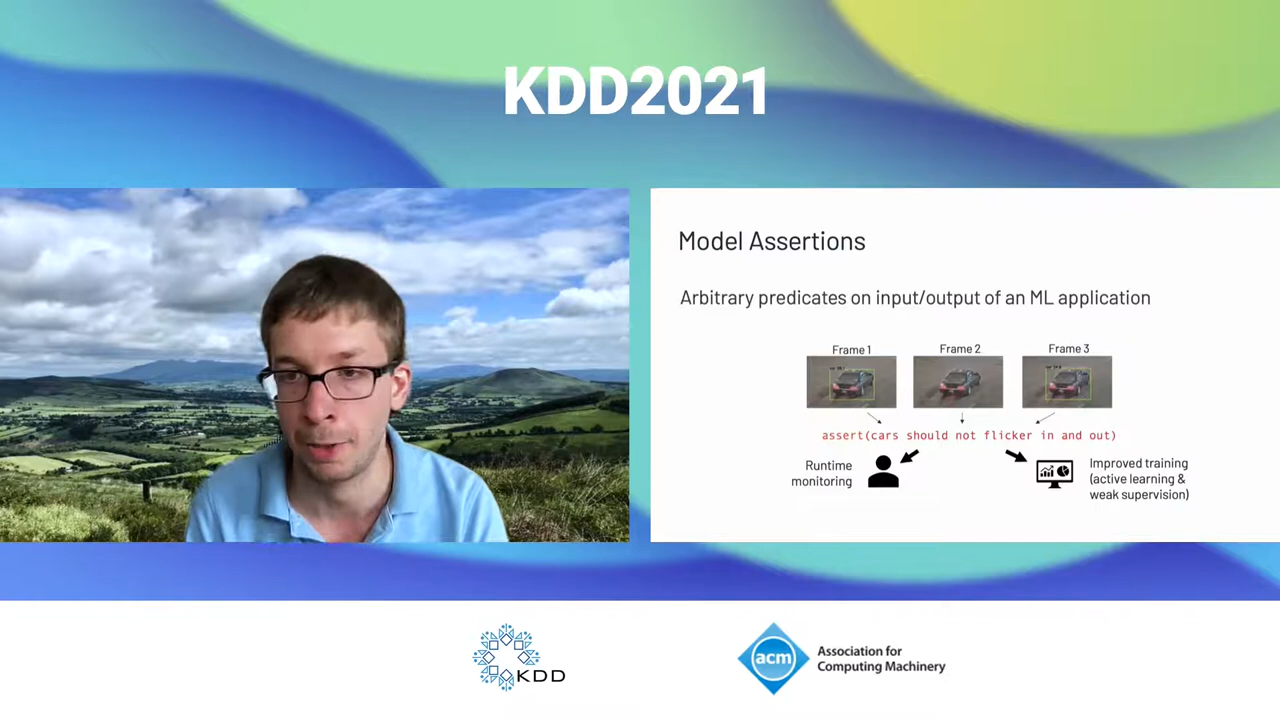 KDD2021
Model Assertions
Arbitrary predicates on input/output of an ML application
Frame 1
Frame 2
Frame 3
assert(cars should not flicker in and out)
Runtime
monitoring
Improved training
(active learning &
weak supervision)
KDD
acm
Association for
Computing Machinery